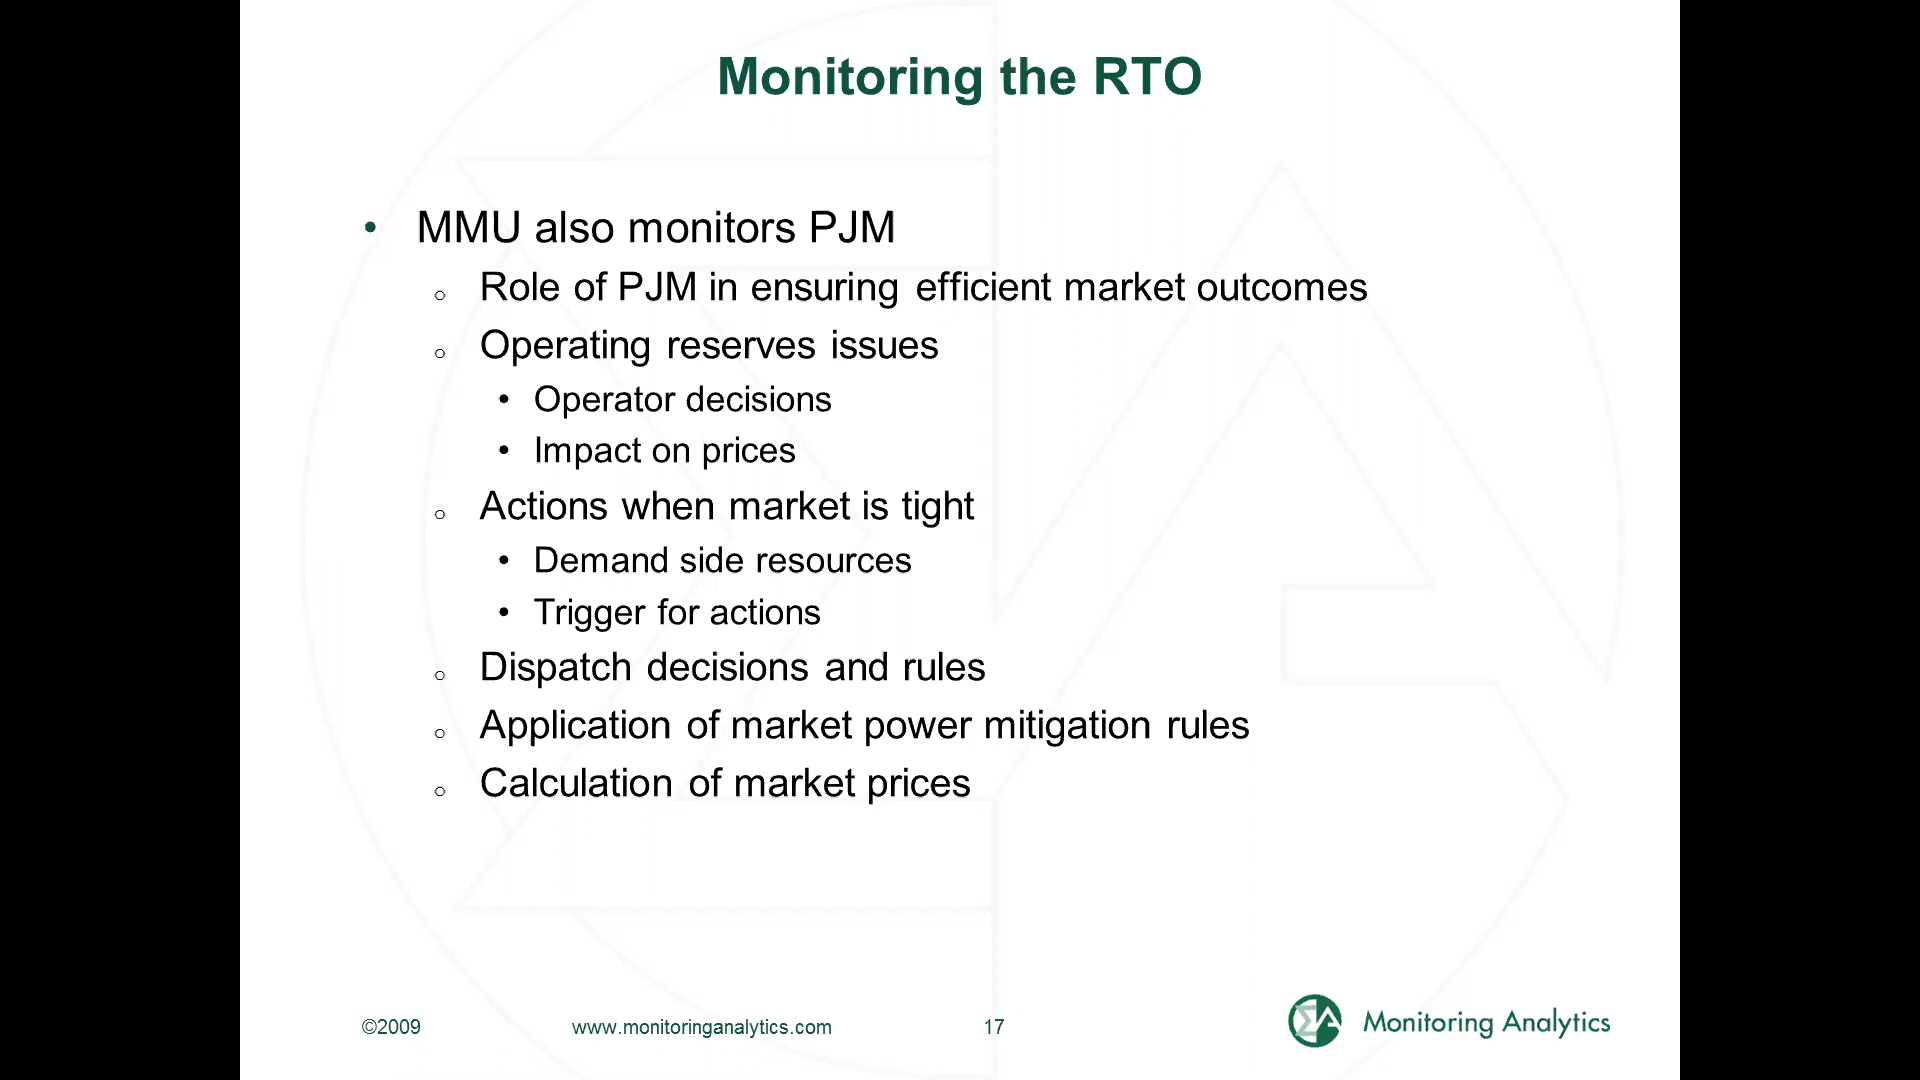 Monitoring the RTO
• MMU also monitors PJM
o Role of PJM in ensuring efficient market outcomes
o Operating reserves issues
• Operator decisions
• Impact on prices
o Actions when market is tight
• Demand side resources
• Trigger for actions
o Dispatch decisions and rules
o Application of market power mitigation rules
o Calculation of market prices
©2009 www.monitoringanalytics.com 17 Monitoring Analytics